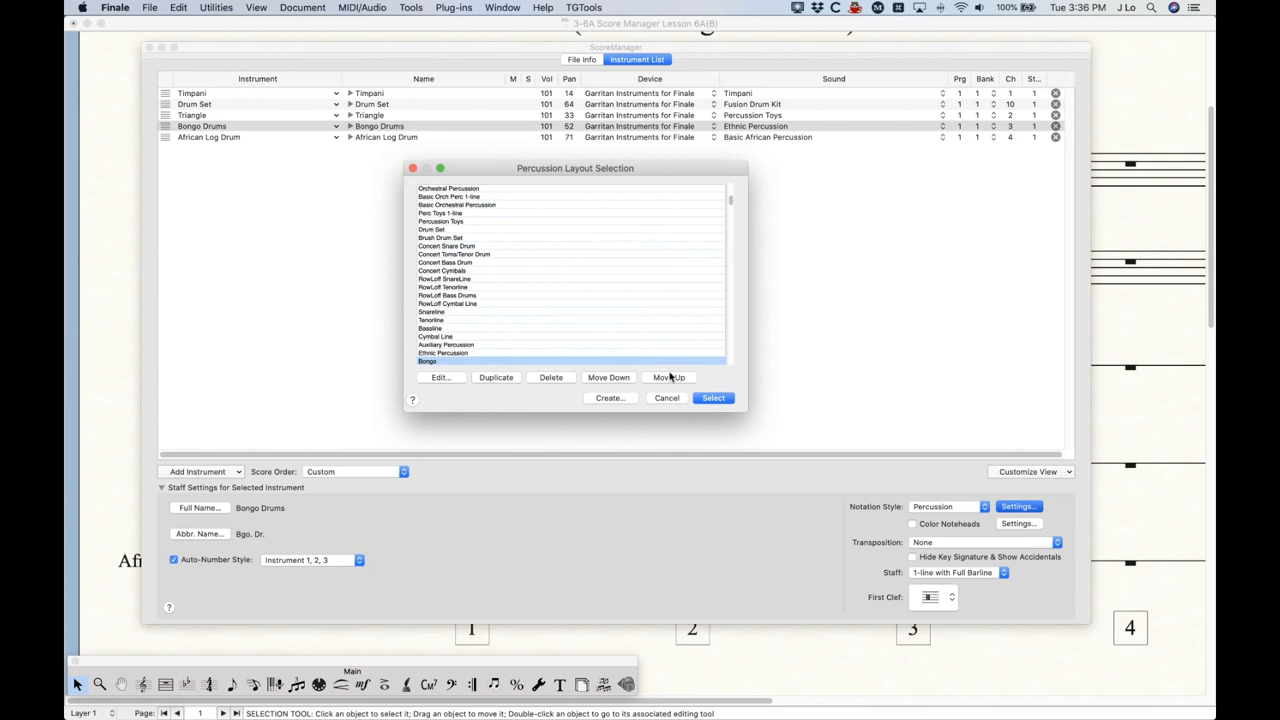 Finale File Edit Utilities View Document MIDI/Audio Tools Plug-ins Window Help TGTools 100% Tue 3:36 PM J Lo
3-6A Score Manager Lesson 6A(B)
ScoreManager
File Info Instrument List
Instrument Name M S Vol Pan Device Sound Prg Bank Ch St...
Timpani Timpani 101 14 Garritan Instruments for Finale Timpani 1 1 1 1
Drum Set Drum Set 101 64 Garritan Instruments for Finale Fusion Drum Kit 1 1 10 1
Triangle Triangle 101 33 Garritan Instruments for Finale Percussion Toys 1 1 2 1
Bongo Drums Bongo Drums 101 52 Garritan Instruments for Finale Ethnic Percussion 1 1 3 1
African Log Drum African Log Drum 101 71 Garritan Instruments for Finale Basic African Percussion 1 1 4 1
Percussion Layout Selection
Orchestral Percussion
Basic Orch Perc 1-line
Basic Orchestral Percussion
Perc Toys 1-line
Percussion Toys
Drum Set
Brush Drum Set
Concert Snare Drum
Concert Toms/Tenor Drum
Concert Bass Drum
Concert Cymbals
RowLoff SnareLine
RowLoff Tenorline
RowLoff Bass Drums
RowLoff Cymbal Line
Snareline
Tenorline
Bassline
Cymbal Line
Auxiliary Percussion
Ethnic Percussion
Bongo
Edit... Duplicate Delete Move Down Move Up
? Create... Cancel Select
Add Instrument Score Order: Custom Customize View
Staff Settings for Selected Instrument
Full Name... Bongo Drums
Notation Style: Percussion Settings...
Color Noteheads Settings...
Abbr. Name... Bgo. Dr.
Transposition: None
Hide Key Signature & Show Accidentals
Auto-Number Style: Instrument 1, 2, 3
Staff: 1-line with Full Barline
First Clef:
?
Afr
1 2 3 4
Main
Layer 1 Page: 1 SELECTION TOOL: Click an object to select it; Drag an object to move it; Double-click an object to go to its associated editing tool